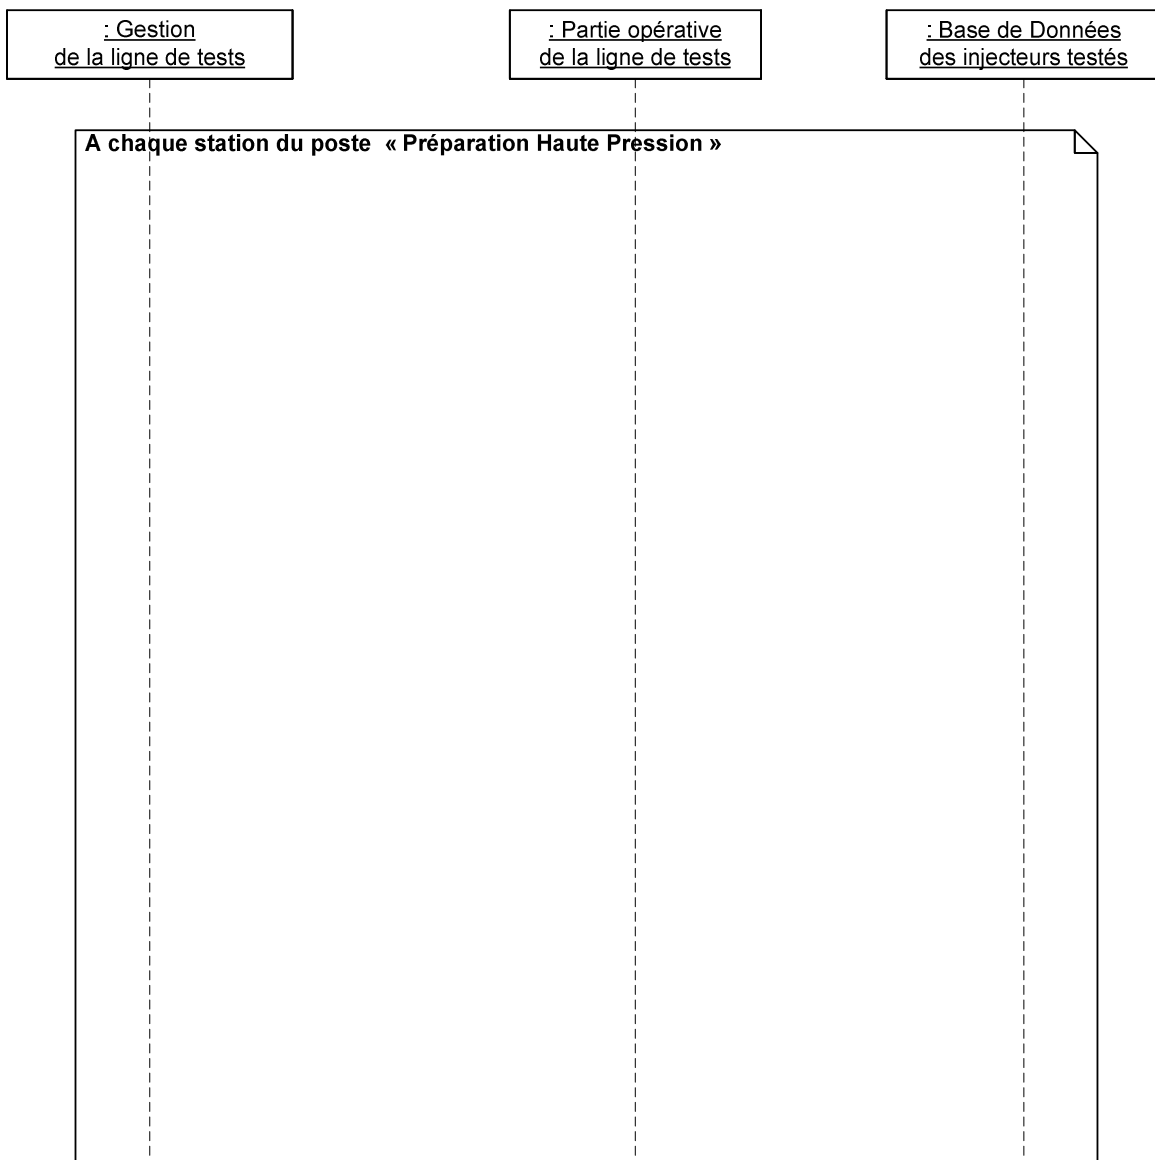 : Gestion
de la ligne de tests
: Partie opérative
de la ligne de tests
: Base de Données
des injecteurs testés
A chaque station du poste « Préparation Haute Pression »